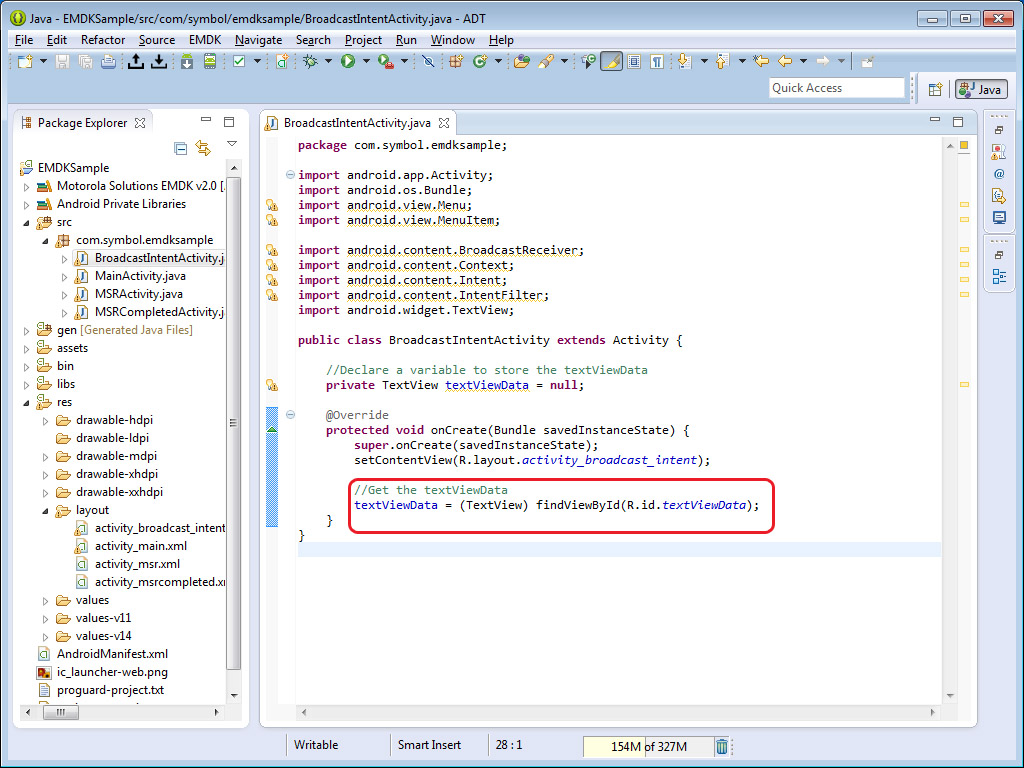 Java - EMDKSample/src/com/symbol/emdksample/BroadcastIntentActivity.java - ADT
File Edit Refactor Source EMDK Navigate Search Project Run Window Help
Quick Access
Java
Package Explorer
EMDKSample
Motorola Solutions EMDK v2.0 [
Android Private Libraries
src
com.symbol.emdksample
BroadcastIntentActivity.j
MainActivity.java
MSRActivity.java
MSRCompletedActivity.j
gen [Generated Java Files]
assets
bin
libs
res
drawable-hdpi
drawable-ldpi
drawable-mdpi
drawable-xhdpi
drawable-xxhdpi
layout
activity_broadcast_intent
activity_main.xml
activity_msr.xml
activity_msrcompleted.x
values
values-v11
values-v14
AndroidManifest.xml
ic_launcher-web.png
proguard-project.txt
BroadcastIntentActivity.java
package com.symbol.emdksample;
import android.app.Activity;
import android.os.Bundle;
import android.view.Menu;
import android.view.MenuItem;
import android.content.BroadcastReceiver;
import android.content.Context;
import android.content.Intent;
import android.content.IntentFilter;
import android.widget.TextView;
public class BroadcastIntentActivity extends Activity {
//Declare a variable to store the textViewData
private TextView textViewData = null;
@Override
protected void onCreate(Bundle savedInstanceState) {
super.onCreate(savedInstanceState);
setContentView(R.layout.activity_broadcast_intent);
//Get the textViewData
textViewData = (TextView) findViewById(R.id.textViewData);
}
}
Writable
Smart Insert
28 : 1
154M of 327M